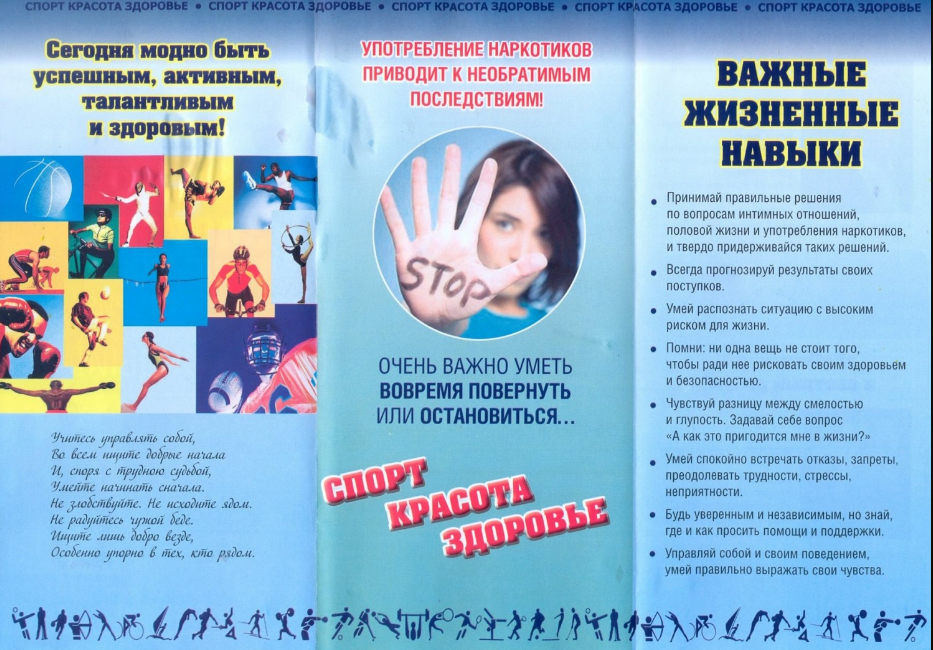 СПОРТ КРАСОТА ЗДОРОВЬЕ • СПОРТ КРАСОТА ЗДОРОВЬЕ • СПОРТ КРАСОТА ЗДОРОВЬЕ • СПОРТ КРАСОТА ЗДОРОВЬЕ • СПОРТ КРАСОТА ЗДОРОВЬЕ
Сегодня модно быть
успешным, активным,
талантливым
и здоровым!
Учитесь управлять собой,
Во всем ищите добрые начала
И, споря с трудною судьбой,
Умейте начинать сначала.
Не злобствуйте. Не исходите ядом.
Не радуйтесь чужой беде.
Ищите лишь добро везде,
Особенно упорно в тех, кто рядом.
УПОТРЕБЛЕНИЕ НАРКОТИКОВ
ПРИВОДИТ К НЕОБРАТИМЫМ
ПОСЛЕДСТВИЯМ!
STOP
ОЧЕНЬ ВАЖНО УМЕТЬ
ВОВРЕМЯ ПОВЕРНУТЬ
ИЛИ ОСТАНОВИТЬСЯ...
СПОРТ
КРАСОТА
ЗДОРОВЬЕ
ВАЖНЫЕ
ЖИЗНЕННЫЕ
НАВЫКИ
• Принимай правильные решения
по вопросам интимных отношений,
половой жизни и употребления наркотиков,
и твердо придерживайся таких решений.
• Всегда прогнозируй результаты своих
поступков.
• Умей распознать ситуацию с высоким
риском для жизни.
• Помни: ни одна вещь не стоит того,
чтобы ради нее рисковать своим здоровьем
и безопасностью.
• Чувствуй разницу между смелостью
и глупость. Задавай себе вопрос
«А как это пригодится мне в жизни?»
• Умей спокойно встречать отказы, запреты,
преодолевать трудности, стрессы,
неприятности.
• Будь уверенным и независимым, но знай,
где и как просить помощи и поддержки.
• Управляй собой и своим поведением,
умей правильно выражать свои чувства.